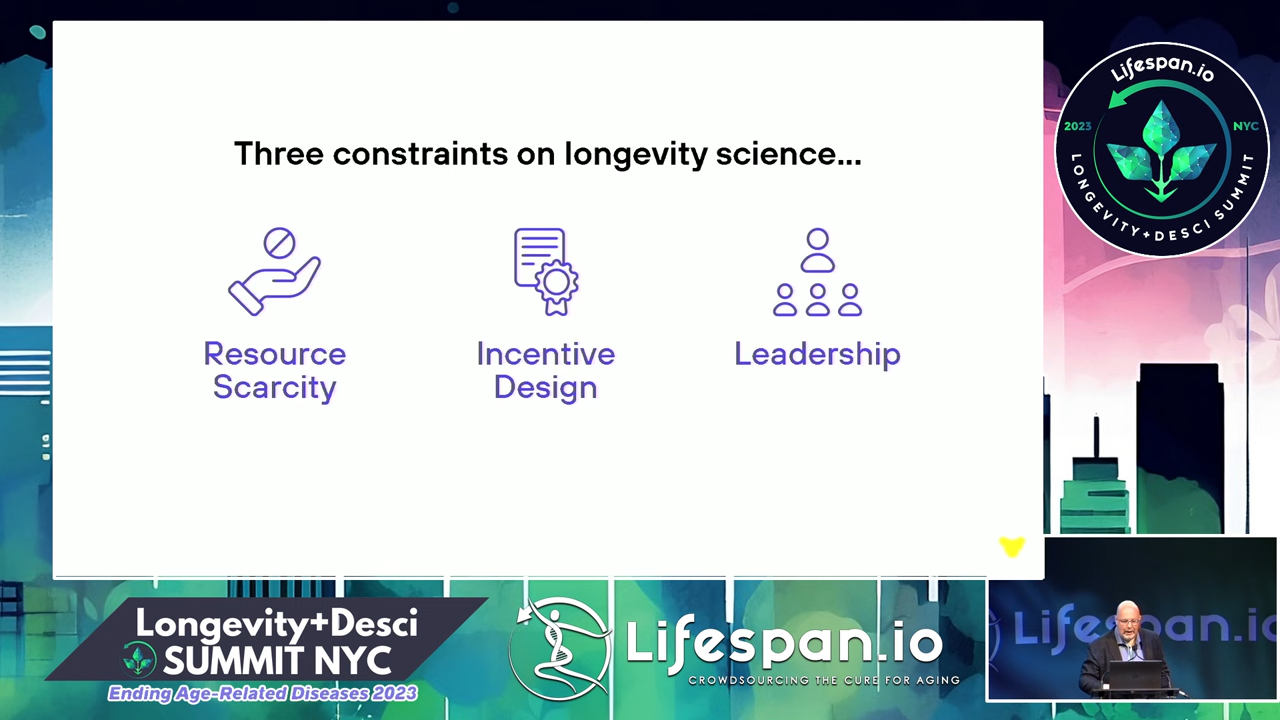 Three constraints on longevity science...
Resource
Scarcity
Incentive
Design
Leadership
Lifespan.io
2023
NYC
LONGEVITY+DESCI SUMMIT
Longevity+Desci
SUMMIT NYC
Ending Age-Related Diseases 2023
Lifespan.io
CROWDSOURCING THE CURE FOR AGING
Lifespan.io